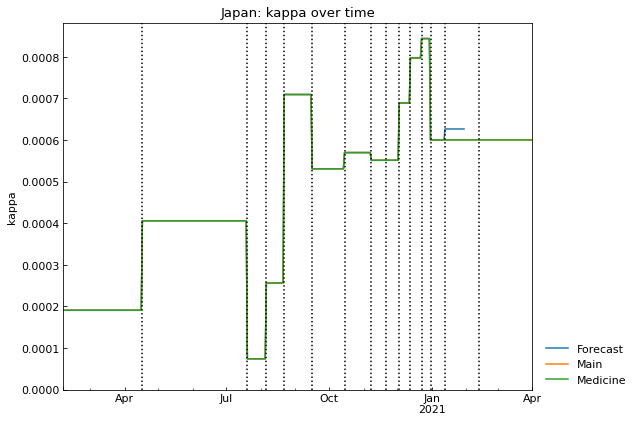 Japan: kappa over time
kappa
0.0008
0.0007
0.0006
0.0005
0.0004
0.0003
0.0002
0.0001
0.0000
Apr
Jul
Oct
Jan
2021
Apr
Forecast
Main
Medicine